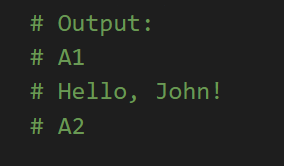 # Output:
# A1
# Hello, John!
# A2